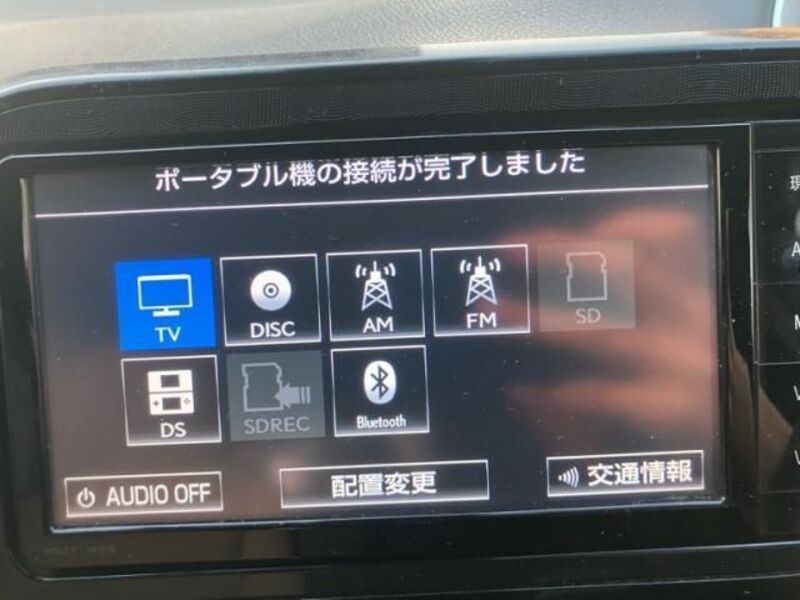 ポータブル機の接続が完了しました
TV
DISC
AM
FM
SD
DS
SDREC
Bluetooth
AUDIO OFF
配置変更
交通情報